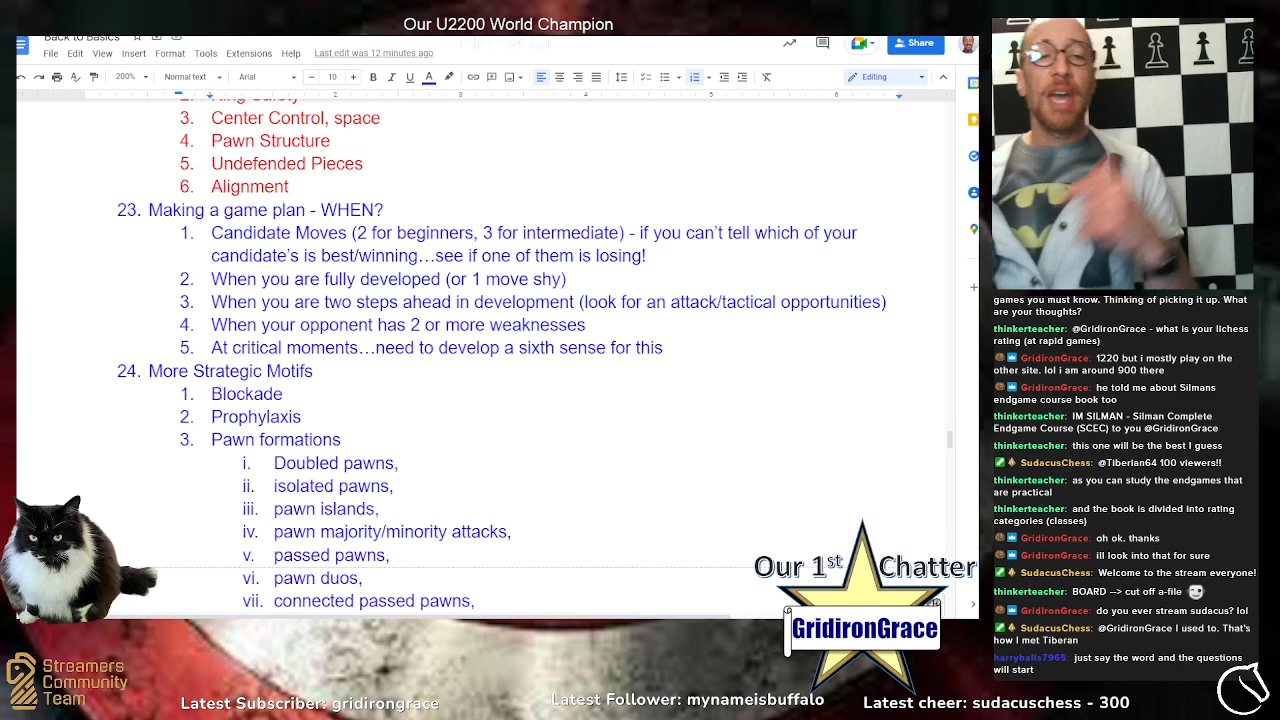 Our U2200 World Champion
Back to Basics
File Edit View Insert Format Tools Extensions Help Last edit was 12 minutes ago
Share
200% Normal text Arial 10 B I U A Editing
2 3 4 5 6
2. King Safety
3. Center Control, space
4. Pawn Structure
5. Undefended Pieces
6. Alignment
23. Making a game plan - WHEN?
1. Candidate Moves (2 for beginners, 3 for intermediate) - if you can't tell which of your
candidate's is best/winning…see if one of them is losing!
2. When you are fully developed (or 1 move shy)
3. When you are two steps ahead in development (look for an attack/tactical opportunities)
4. When your opponent has 2 or more weaknesses
5. At critical moments…need to develop a sixth sense for this
24. More Strategic Motifs
1. Blockade
2. Prophylaxis
3. Pawn formations
i. Doubled pawns,
ii. isolated pawns,
iii. pawn islands,
iv. pawn majority/minority attacks,
v. passed pawns,
vi. pawn duos,
vii. connected passed pawns,
games you must know. Thinking of picking it up. What
are your thoughts?
thinkerteacher: @GridironGrace - what is your lichess
rating (at rapid games)
GridironGrace: 1220 but i mostly play on the
other site. lol i am around 900 there
GridironGrace: he told me about Silmans
endgame course book too
thinkerteacher: IM SILMAN - Silman Complete
Endgame Course (SCEC) to you @GridironGrace
thinkerteacher: this one will be the best I guess
SudacusChess: @Tiberian64 100 viewers!!
thinkerteacher: as you can study the endgames that
are practical
thinkerteacher: and the book is divided into rating
categories (classes)
GridironGrace: oh ok. thanks
GridironGrace: ill look into that for sure
SudacusChess: Welcome to the stream everyone!
thinkerteacher: BOARD --> cut off a-file
GridironGrace: do you ever stream sudacus? lol
SudacusChess: @GridironGrace I used to. That's
how I met Tiberan
harryballs7965: just say the word and the questions
will start
Our 1st Chatter
GridironGrace
Streamers
Community
Team
Latest Subscriber: gridirongrace
Latest Follower: mynameisbuffalo
Latest cheer: sudacuschess - 300